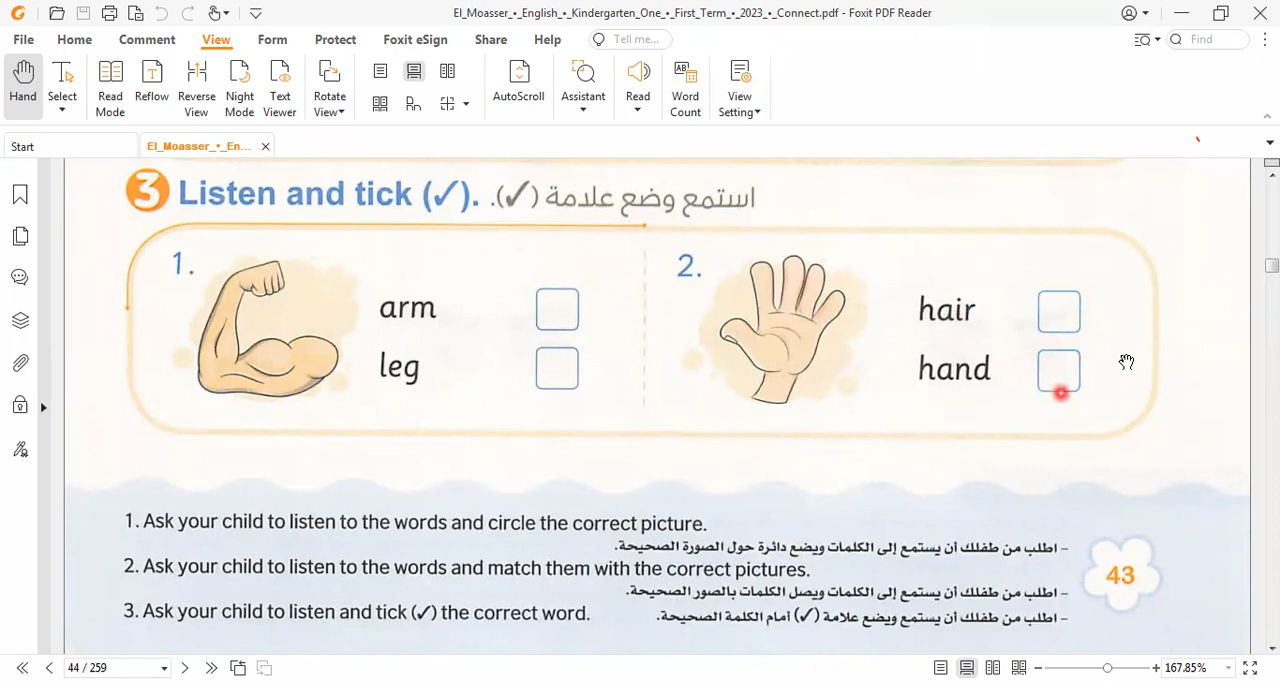 El_Moasser_•_English_•_Kindergarten_One_•_First_Term_•_2023_•_Connect.pdf - Foxit PDF Reader
File Home Comment View Form Protect Foxit eSign Share Help Tell me... Find
Hand Select Read Mode Reflow Reverse View Night Mode Text Viewer Rotate View AutoScroll Assistant Read Word Count View Setting
Start El_Moasser_•_En...
3 Listen and tick (✓). استمع وضع علامة (✓).
1.
arm
leg
2.
hair
hand
1. Ask your child to listen to the words and circle the correct picture.
- اطلب من طفلك أن يستمع إلى الكلمات ويضع دائرة حول الصورة الصحيحة.
2. Ask your child to listen to the words and match them with the correct pictures.
- اطلب من طفلك أن يستمع إلى الكلمات ويصل الكلمات بالصور الصحيحة.
3. Ask your child to listen and tick (✓) the correct word.
- اطلب من طفلك أن يستمع ويضع علامة (✓) أمام الكلمة الصحيحة.
43
44 / 259
167.85%